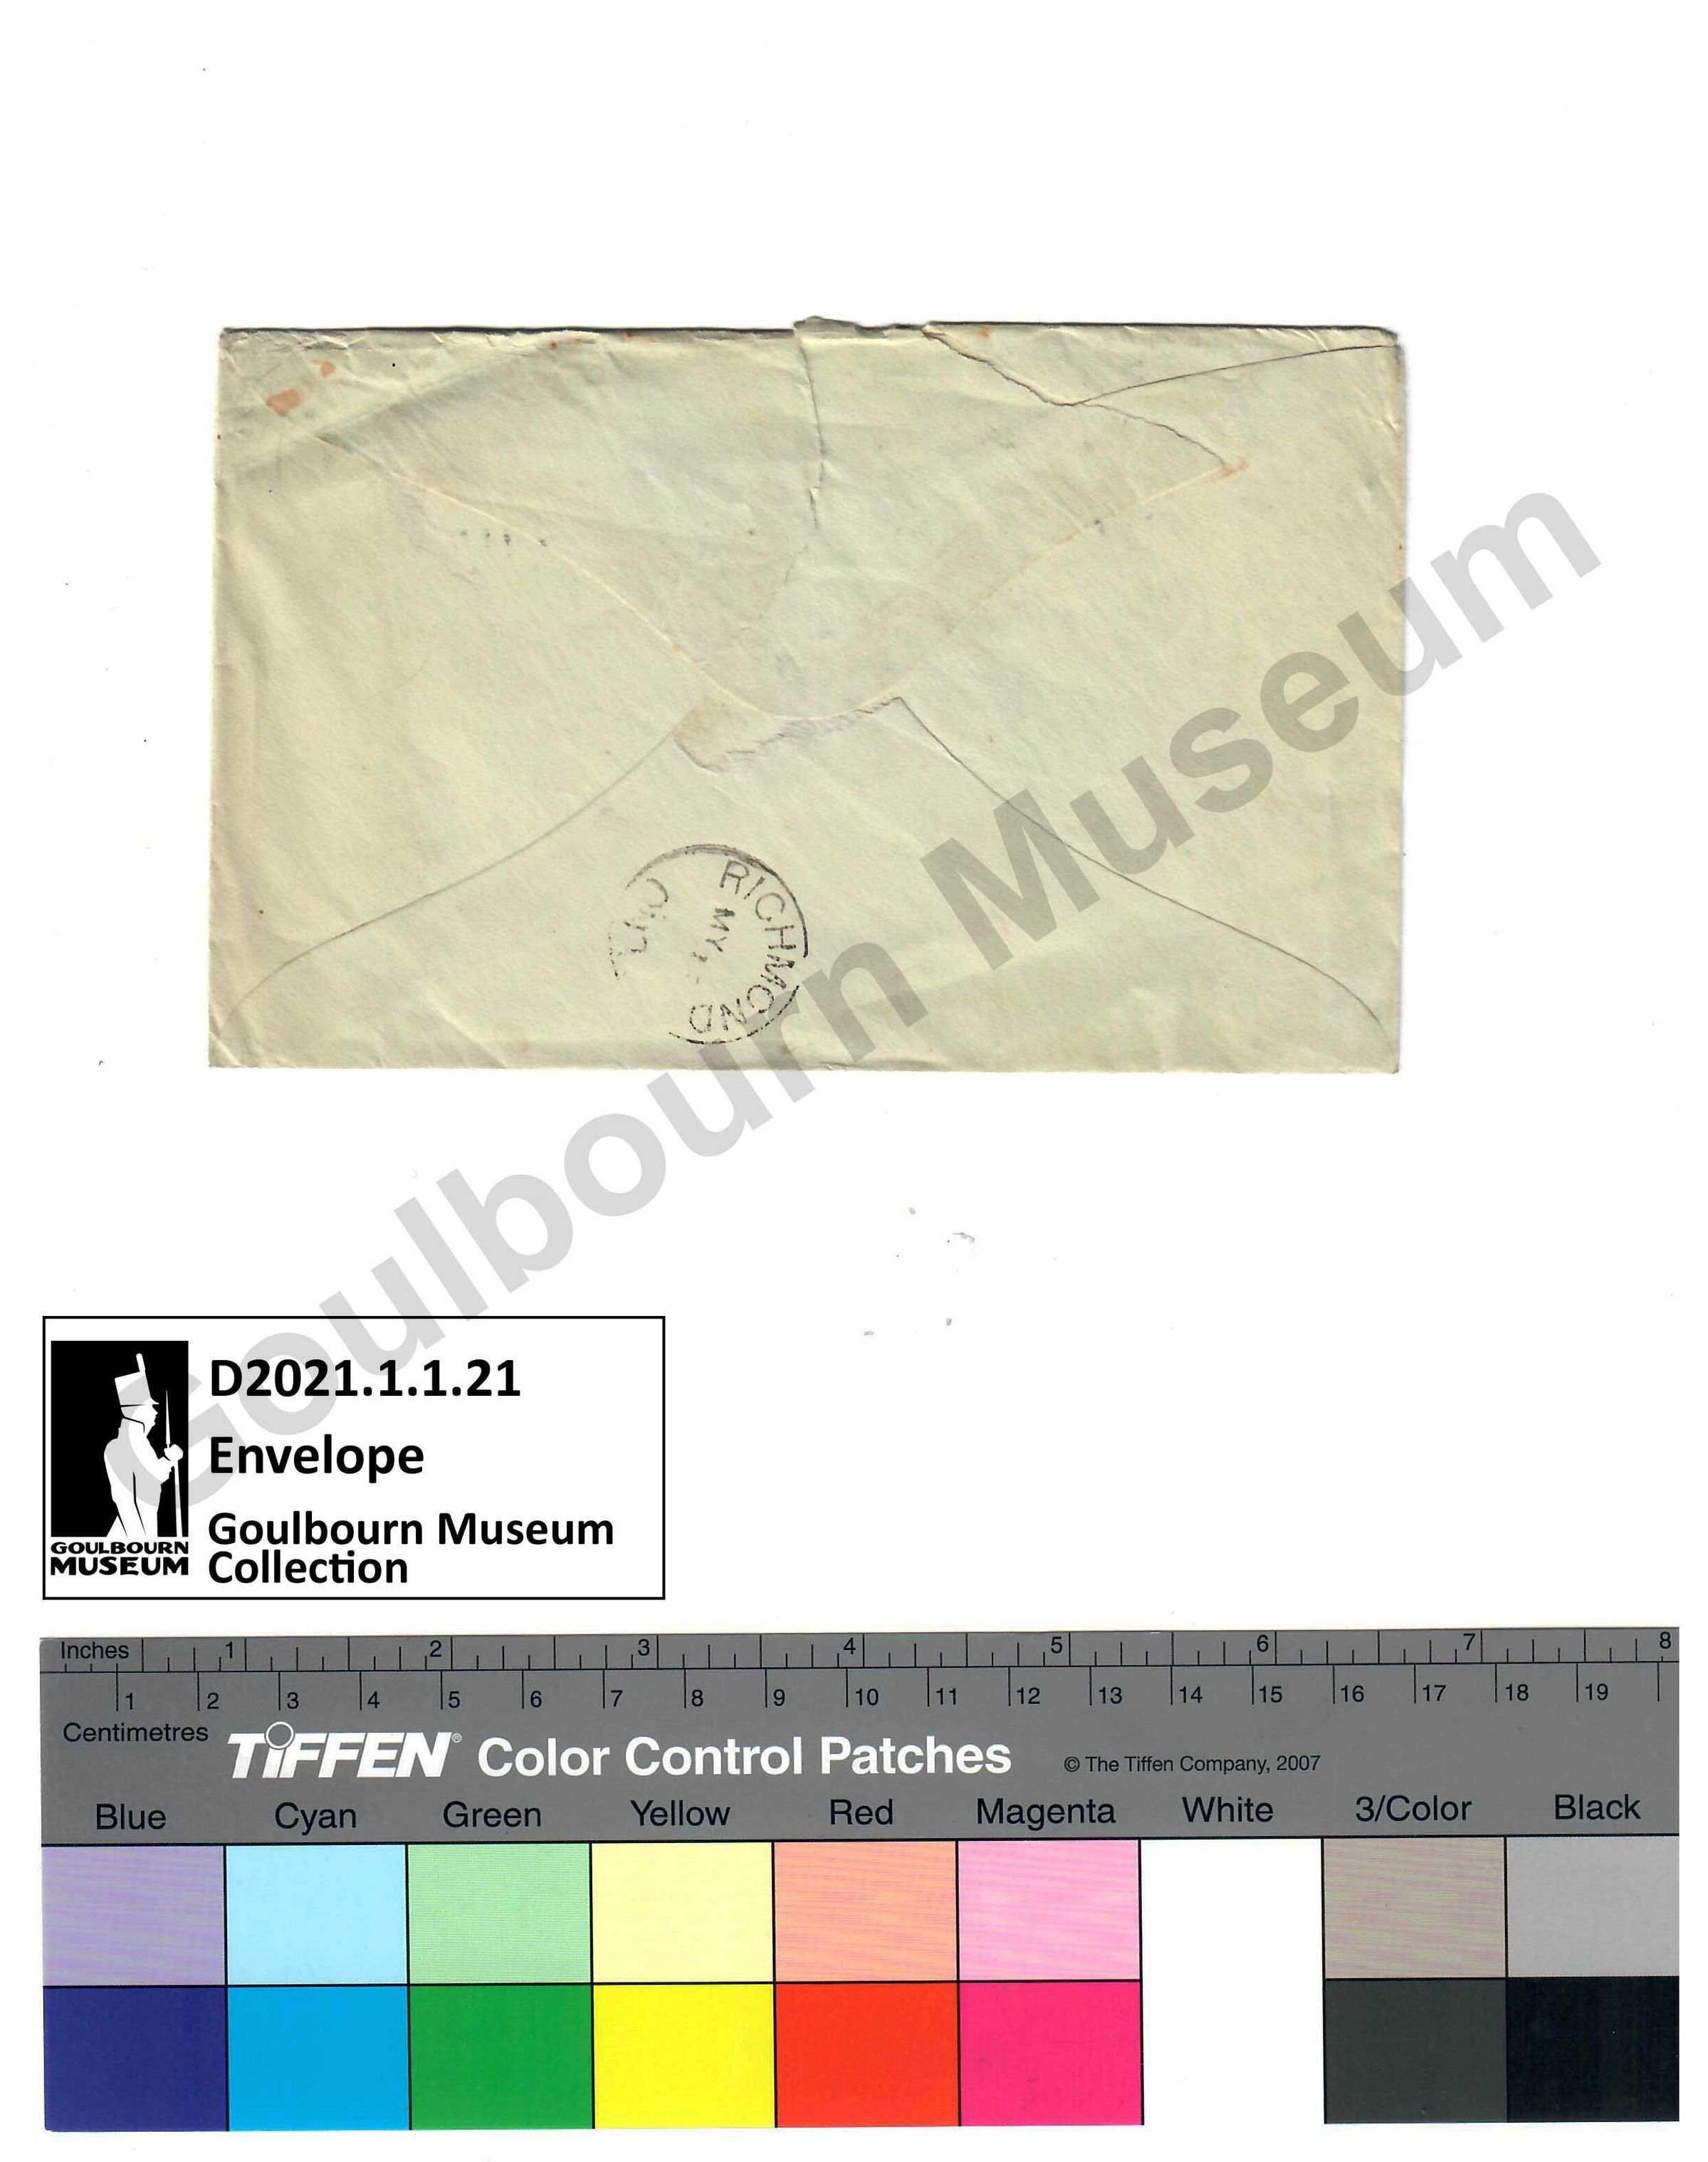 RICHMOND
MY
ONT
Goulbourn Museum
D2021.1.1.21
Envelope
GOULBOURN
MUSEUM
Goulbourn Museum
Collection
Inches 1 2 3 4 5 6 7 8
1 2 3 4 5 6 7 8 9 10 11 12 13 14 15 16 17 18 19
Centimetres
TIFFEN® Color Control Patches © The Tiffen Company, 2007
Blue Cyan Green Yellow Red Magenta White 3/Color Black